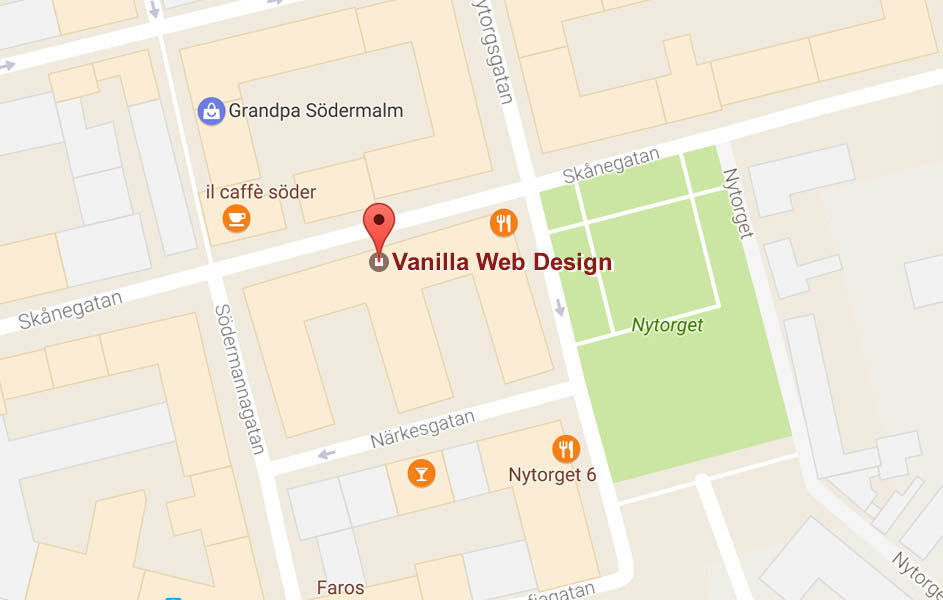 Nytorgsgatan
Grandpa Södermalm
Skånegatan
Nytorget
il caffè söder
Vanilla Web Design
Skånegatan
Södermannagatan
Nytorget
Närkesgatan
Nytorget 6
Faros